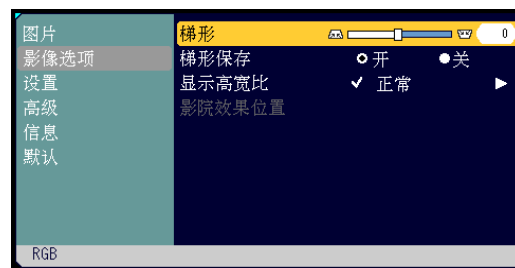 图片
影像选项
设置
高级
信息
默认
梯形 0
梯形保存 开 关
显示高宽比 正常
影院效果位置
RGB